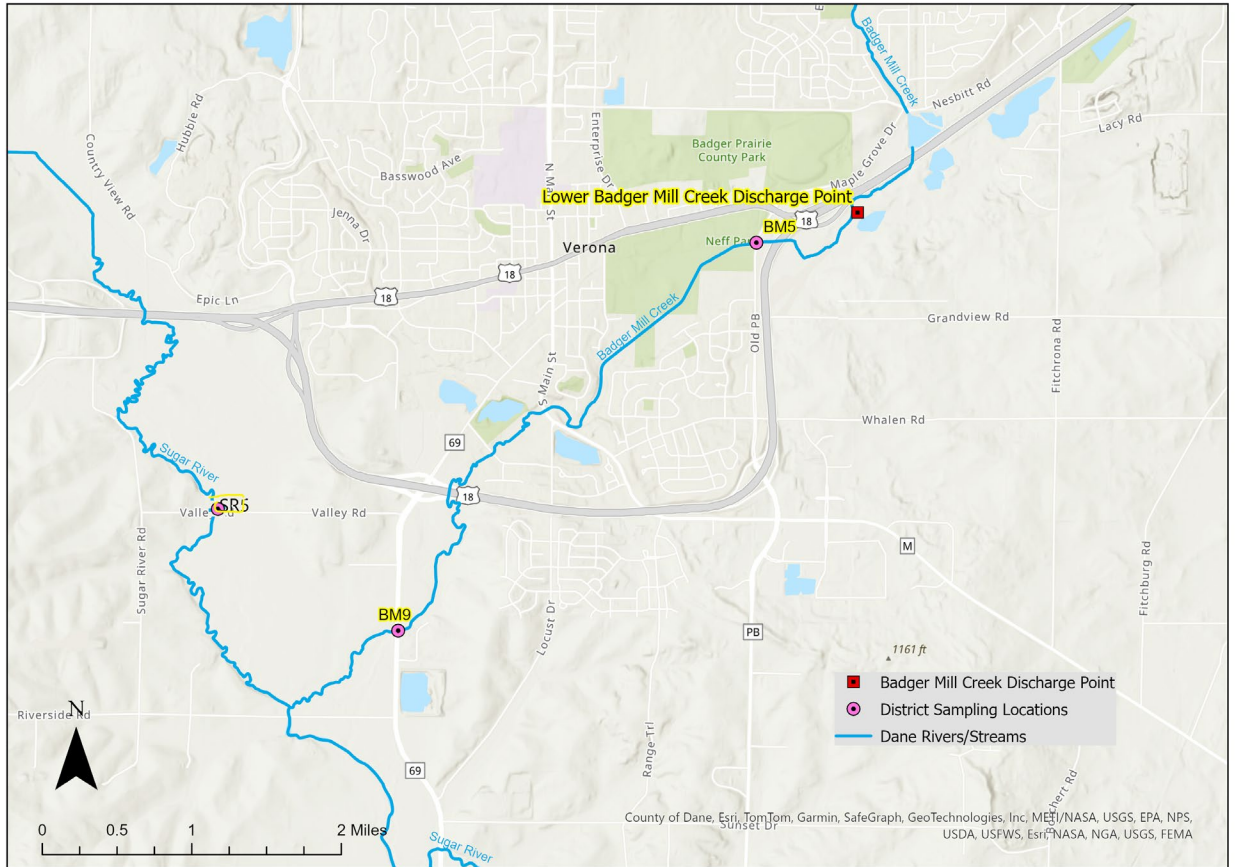 Badger Mill Creek
Nesbitt Rd
Lacy Rd
Hubbie Rd
Country View Rd
Enterprise Dr
Badger Prairie
County Park
Maple Grove Dr
Basswood Ave
N Main St
Lower Badger Mill Creek Discharge Point
Jenna Dr
18
BM5
Neff Park
Verona
18
18
Epic Ln
Badger Mill Creek
Old PB
Grandview Rd
Fitchrona Rd
S Main St
Whalen Rd
69
Sugar River
18
SR5
Valley Rd
Valley Rd
M
Sugar River Rd
Fitchburg Rd
BM9
Locust Dr
PB
1161 ft
Badger Mill Creek Discharge Point
District Sampling Locations
Dane Rivers/Streams
N
Riverside Rd
Range Trl
69
0 0.5 1 2 Miles
Sugar River
Sunset Dr
County of Dane, Esri, TomTom, Garmin, SafeGraph, GeoTechnologies, Inc, METI/NASA, USGS, EPA, NPS,
USDA, USFWS, Esri, NASA, NGA, USGS, FEMA